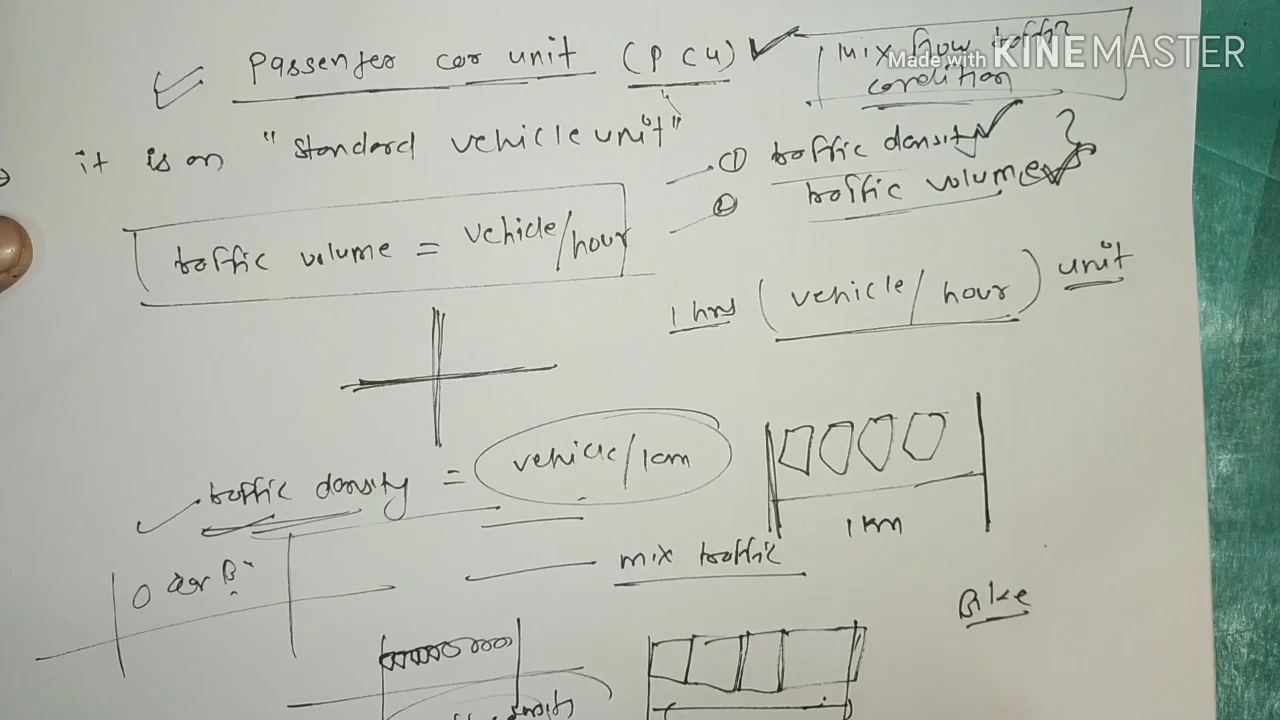 Passenger car unit (PCU)
mix flow traffic
condition
Made with KINEMASTER
it is an "standard vehicle unit"
① traffic density
② traffic volume
traffic volume = vehicle/hour
1 hrs (vehicle/hour) unit
traffic density = vehicle/1cm
1 Km
mix traffic
Bike
density